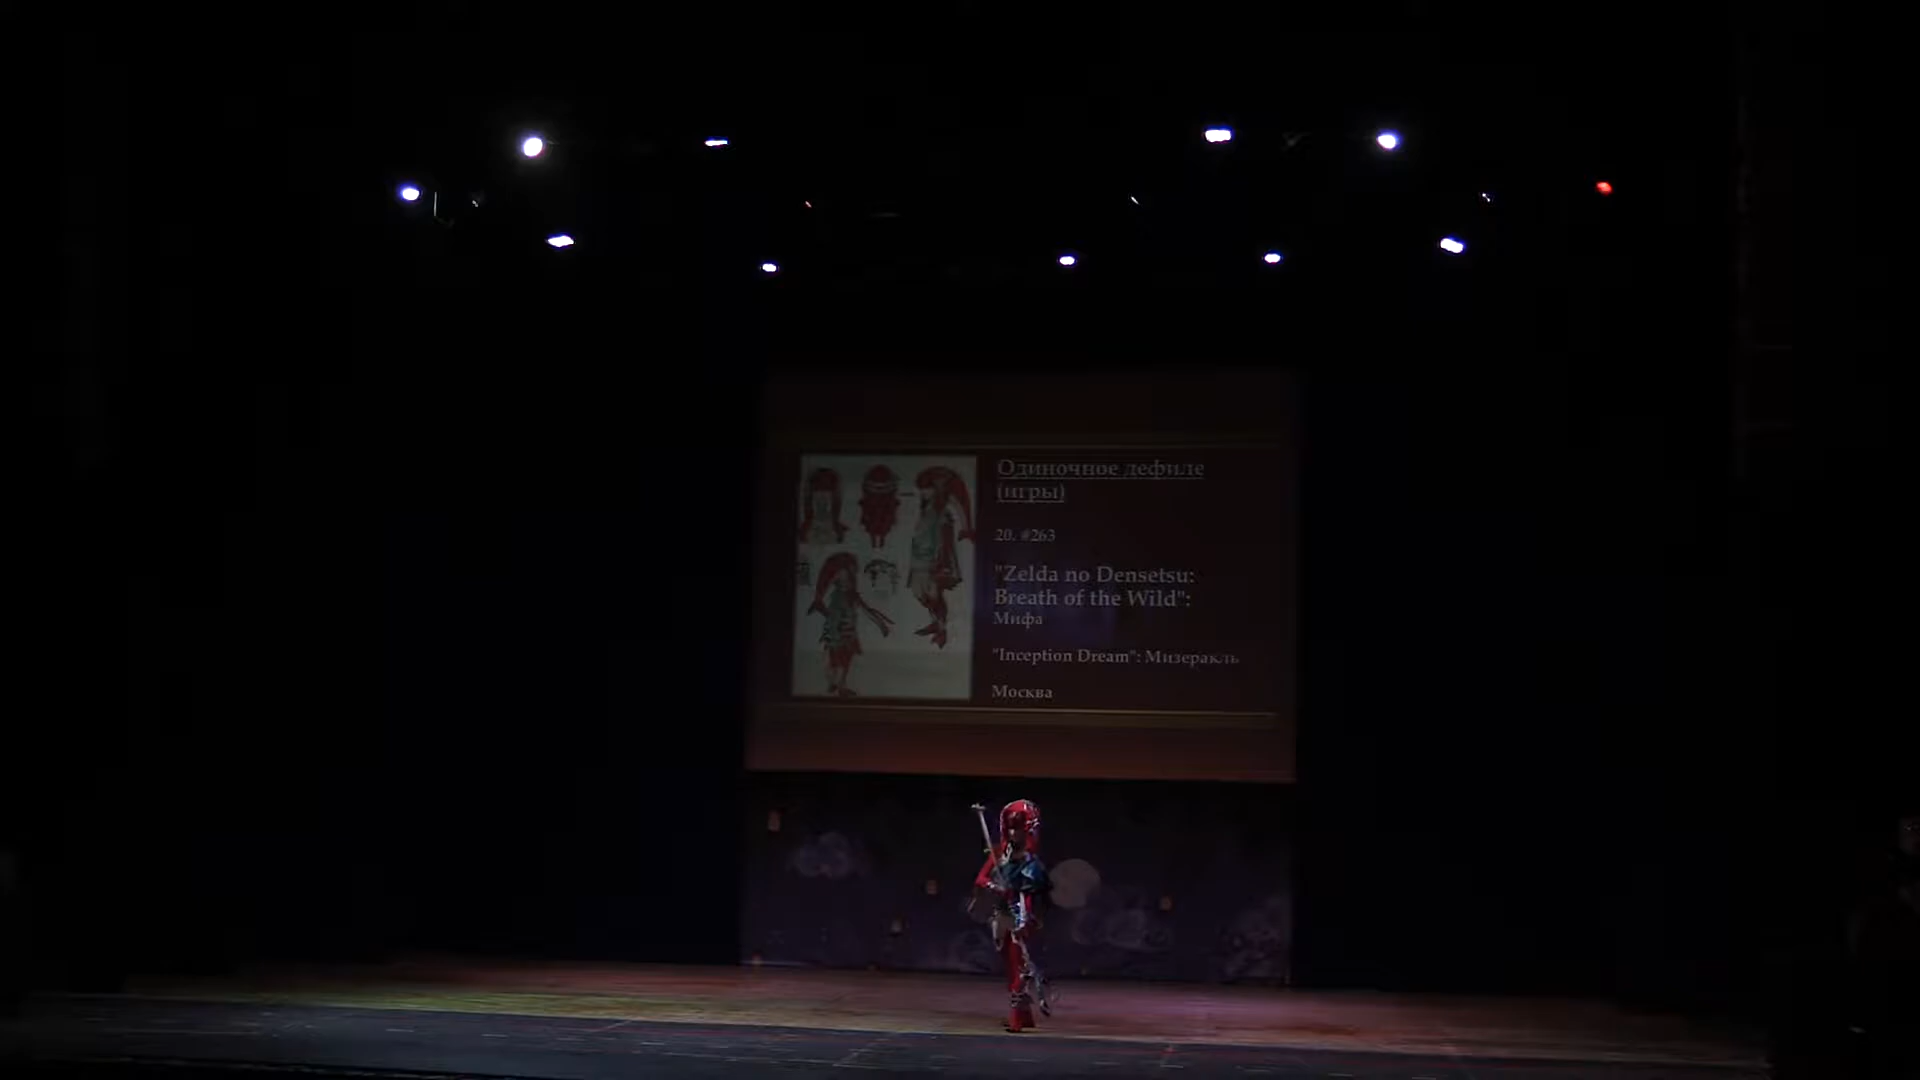 Одиночное дефиле
(игры)
20. #263
"Zelda no Densetsu:
Breath of the Wild":
Мифа
"Inception Dream": Мизеракль
Москва